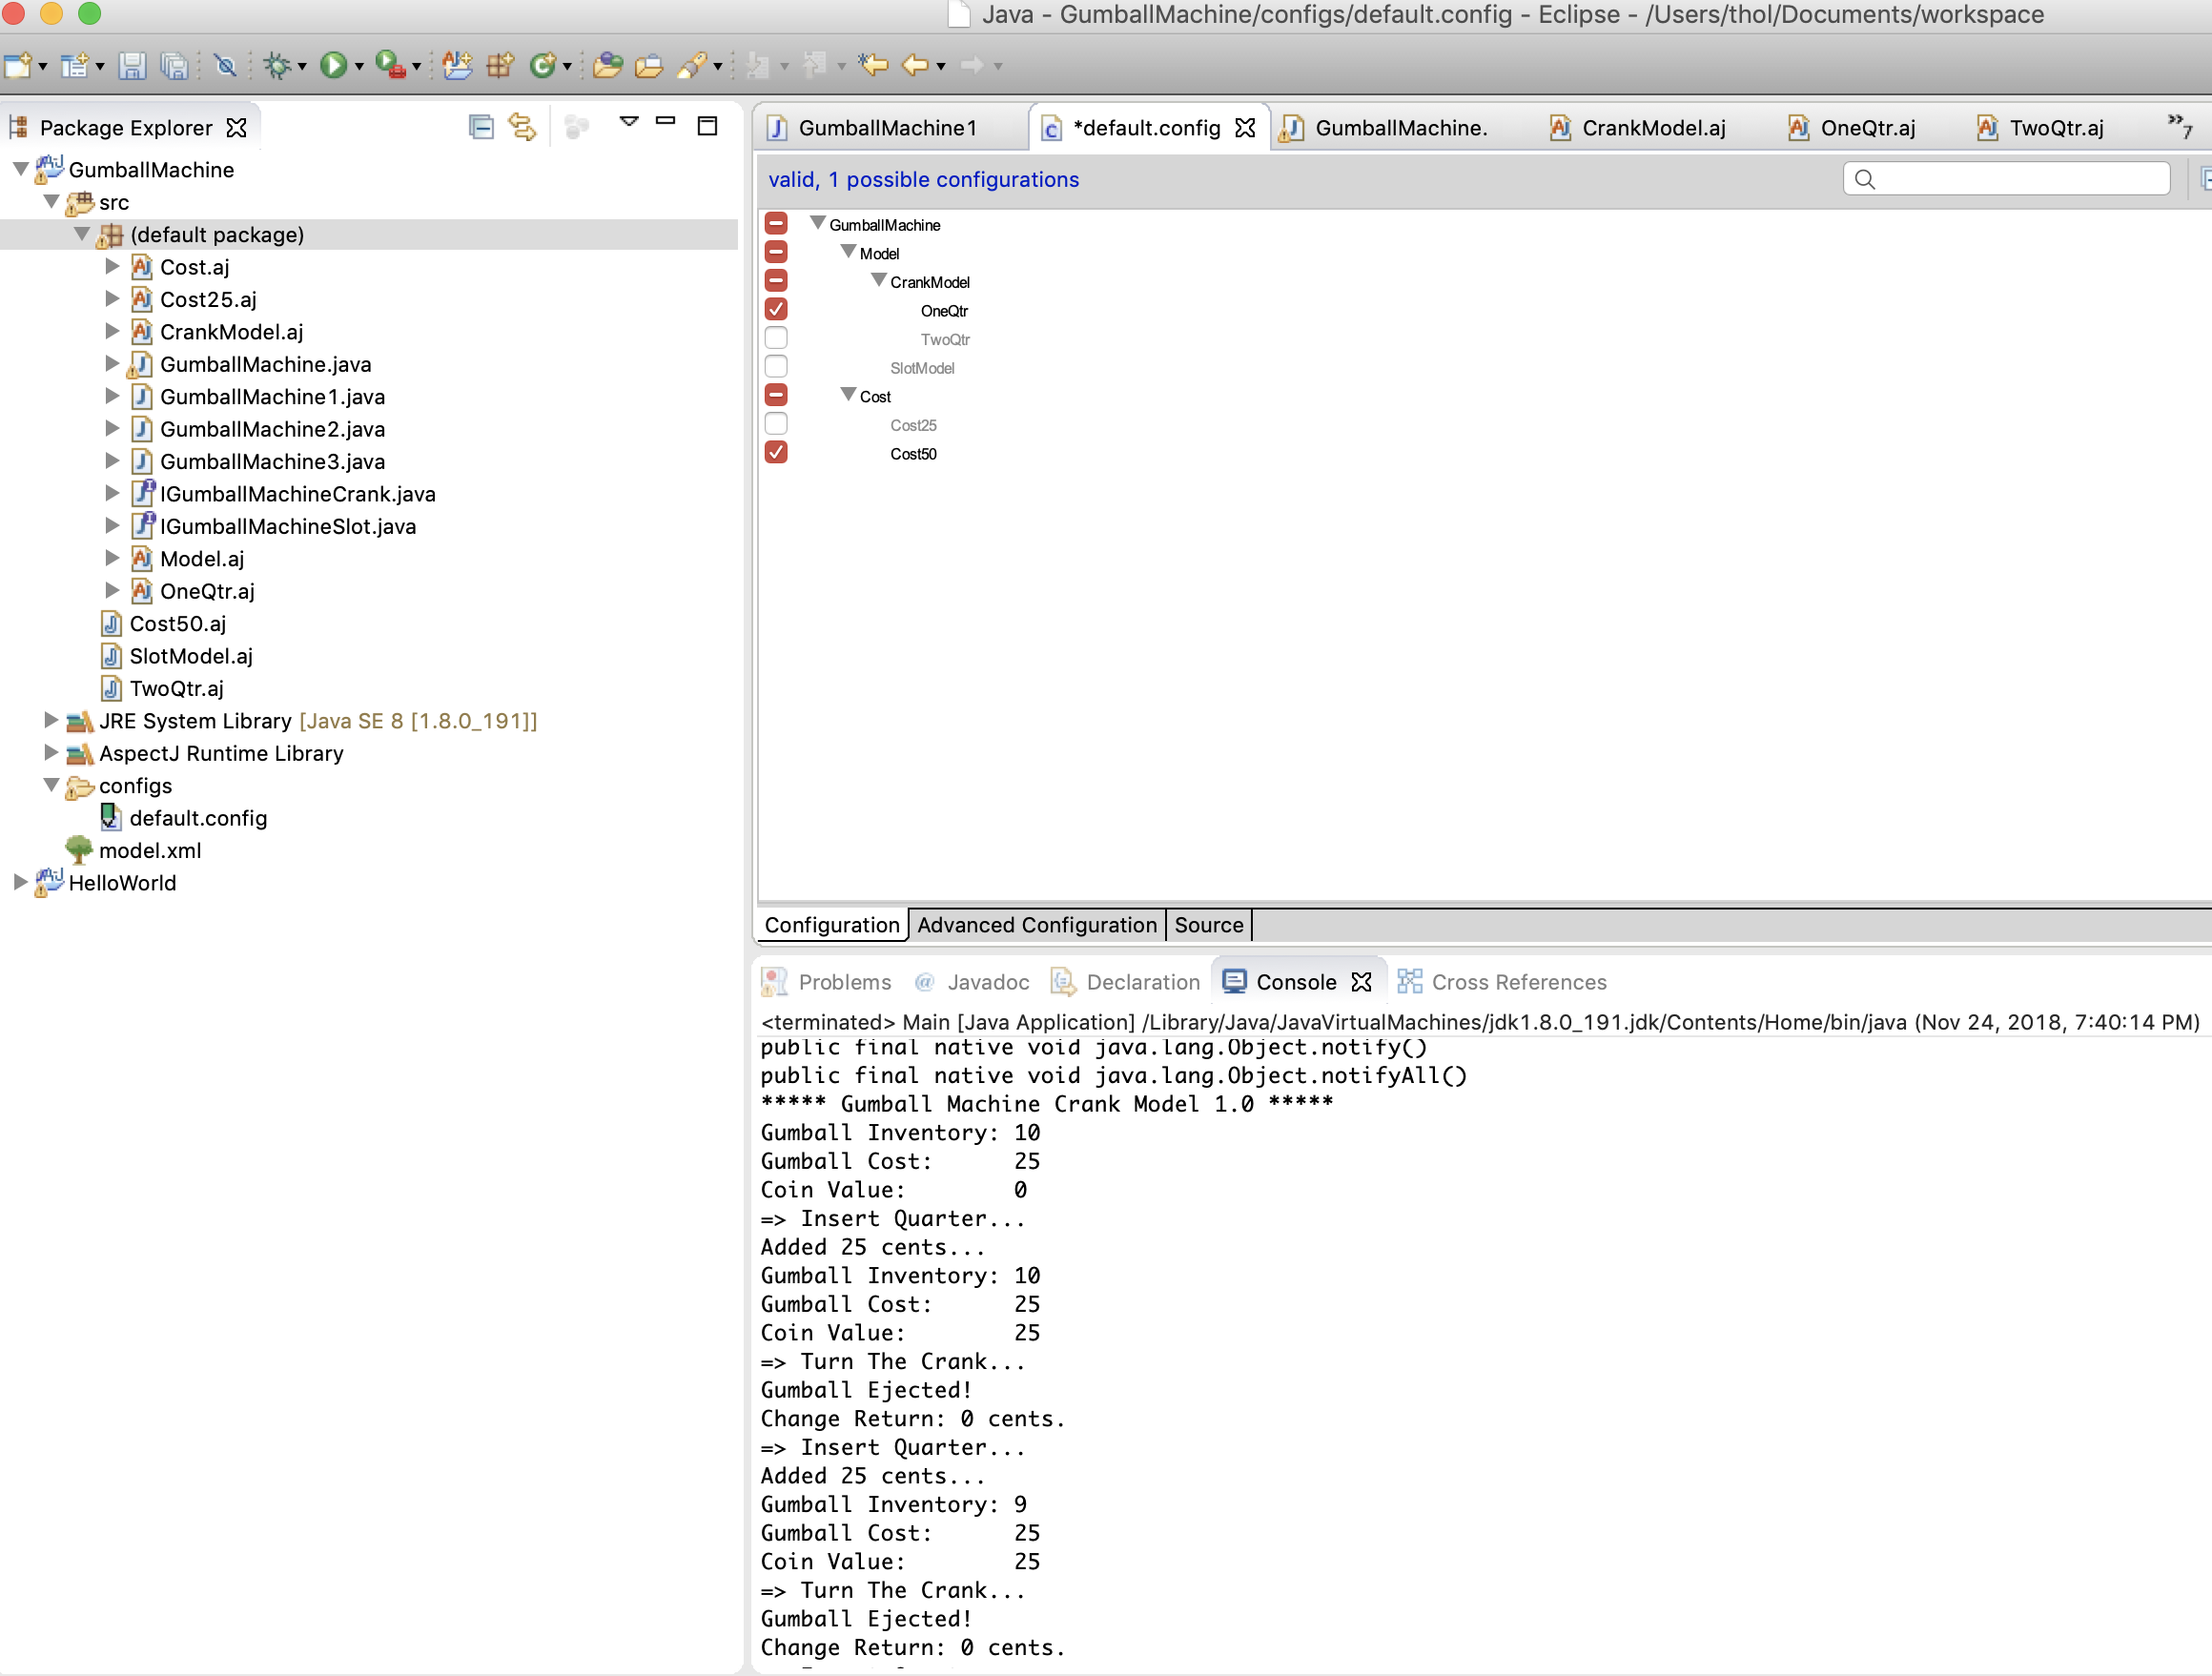 Java - GumballMachine/configs/default.config - Eclipse - /Users/thol/Documents/workspace
Package Explorer
GumballMachine
src
(default package)
Cost.aj
Cost25.aj
CrankModel.aj
GumballMachine.java
GumballMachine1.java
GumballMachine2.java
GumballMachine3.java
IGumballMachineCrank.java
IGumballMachineSlot.java
Model.aj
OneQtr.aj
Cost50.aj
SlotModel.aj
TwoQtr.aj
JRE System Library [Java SE 8 [1.8.0_191]]
AspectJ Runtime Library
configs
default.config
model.xml
HelloWorld
GumballMachine1 *default.config GumballMachine. CrankModel.aj OneQtr.aj TwoQtr.aj »7
valid, 1 possible configurations
GumballMachine
Model
CrankModel
OneQtr
TwoQtr
SlotModel
Cost
Cost25
Cost50
Configuration Advanced Configuration Source
Problems @ Javadoc Declaration Console Cross References
<terminated> Main [Java Application] /Library/Java/JavaVirtualMachines/jdk1.8.0_191.jdk/Contents/Home/bin/java (Nov 24, 2018, 7:40:14 PM)
public final native void java.lang.Object.notify()
public final native void java.lang.Object.notifyAll()
***** Gumball Machine Crank Model 1.0 *****
Gumball Inventory: 10
Gumball Cost: 25
Coin Value: 0
=> Insert Quarter...
Added 25 cents...
Gumball Inventory: 10
Gumball Cost: 25
Coin Value: 25
=> Turn The Crank...
Gumball Ejected!
Change Return: 0 cents.
=> Insert Quarter...
Added 25 cents...
Gumball Inventory: 9
Gumball Cost: 25
Coin Value: 25
=> Turn The Crank...
Gumball Ejected!
Change Return: 0 cents.